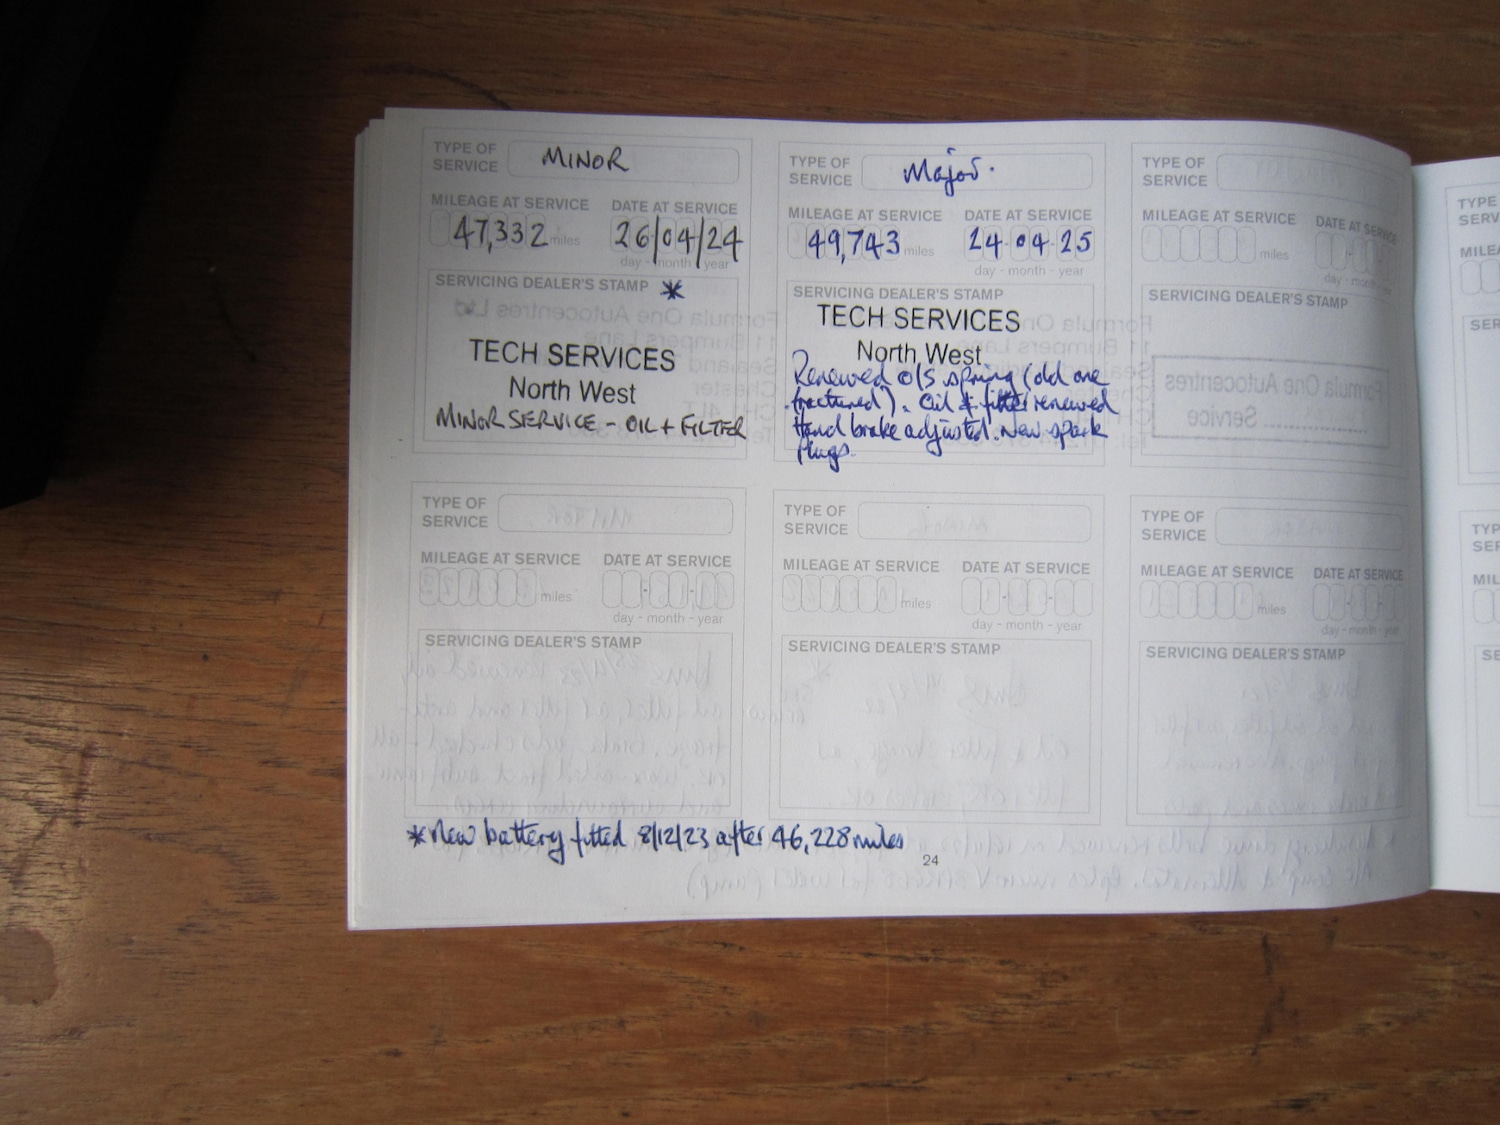 TYPE OF SERVICE MINOR
MILEAGE AT SERVICE DATE AT SERVICE
47,332 miles 26/04/24
day - month - year
SERVICING DEALER'S STAMP *
TECH SERVICES
North West
MINOR SERVICE - OIL + FILTER
TYPE OF SERVICE Major.
MILEAGE AT SERVICE DATE AT SERVICE
49,743 miles 24-04-25
day - month - year
SERVICING DEALER'S STAMP
TECH SERVICES
North West
Renewed o/s spring (old one
fractured). Oil & filter renewed
Hand brake adjusted. New spark
plugs.
TYPE OF SERVICE
MILEAGE AT SERVICE DATE AT SERVICE
miles
day - month
SERVICING DEALER'S STAMP
TYPE OF SERVICE
MILEAGE AT SERVICE DATE AT SERVICE
miles
day - month - year
SERVICING DEALER'S STAMP
TYPE OF SERVICE
MILEAGE AT SERVICE DATE AT SERVICE
miles
day - month - year
SERVICING DEALER'S STAMP
TYPE OF SERVICE
MILEAGE AT SERVICE DATE AT SERVICE
miles
day - month - year
SERVICING DEALER'S STAMP
*New battery fitted 8/12/23 after 46,228 miles
24